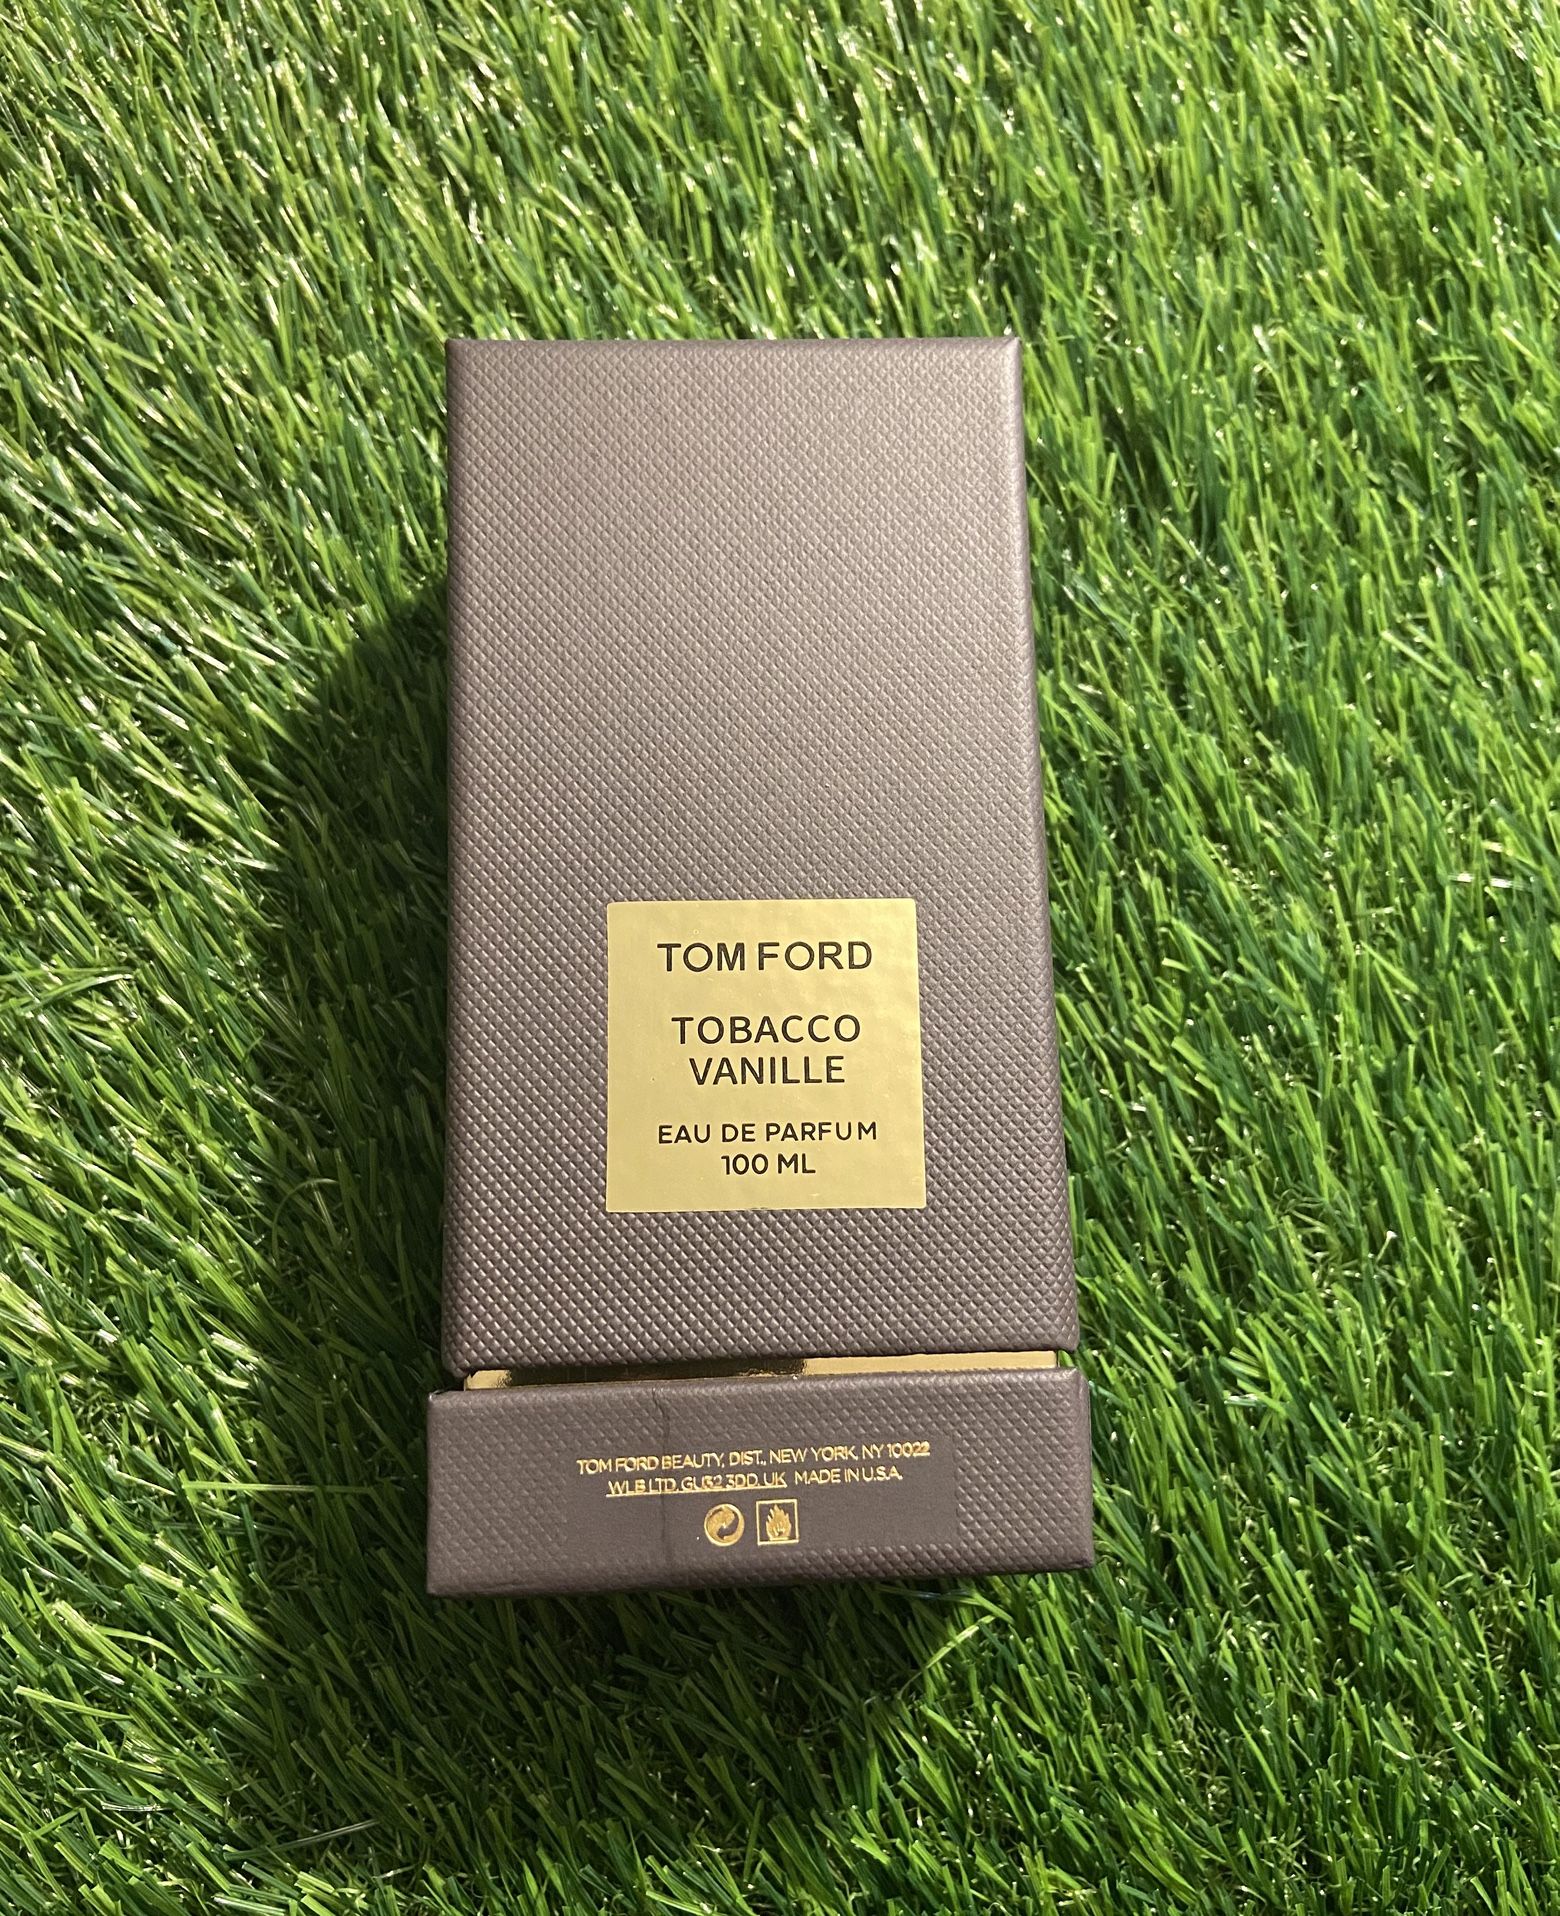 TOM FORD
TOBACCO
VANILLE
EAU DE PARFUM
100 ML
TOM FORD BEAUTY, DIST., NEW YORK, NY 10022
WLB LTD, GU32 3DD. UK MADE IN U.S.A.